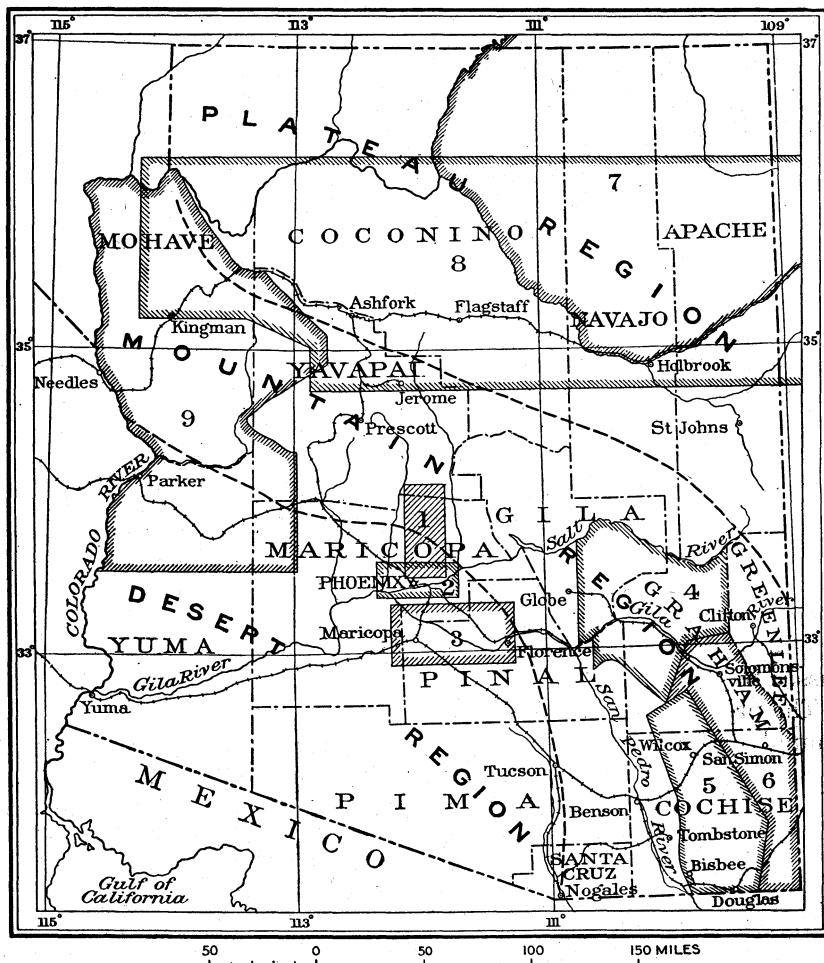 115° 113° 111° 109°
37° 37°
PLATEAU REGION
7
MOHAVE
COCONINO
APACHE
8
Ashfork
Flagstaff
Kingman
NAVAJO
35° 35°
MOUNTAIN REGION
YAVAPAI
Holbrook
Needles
Jerome
9
Prescott
St Johns
Parker
COLORADO RIVER
1
GILA
Salt River
MARICOPA
PHOENIX
2
GREENLEE
DESERT REGION
Globe
GRAHAM
4
Gila River
Clifton
Maricopa
3
YUMA
33° 33°
Florence
Solomonsville
Gila River
PINAL
Yuma
San Pedro River
Wilcox
San Simon
MEXICO
Tucson
5
6
PIMA
Benson
COCHISE
Tombstone
SANTA CRUZ
Bisbee
Gulf of California
Nogales
Douglas
115° 113° 111° 109°
50 0 50 100 150 MILES